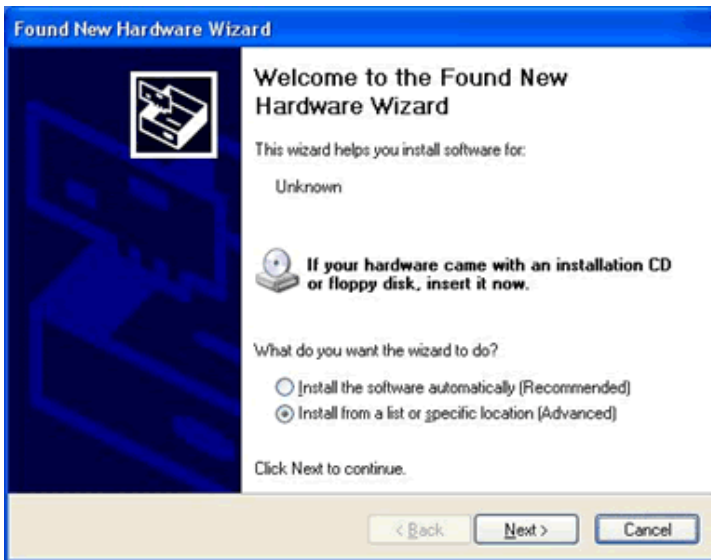 Found New Hardware Wizard
Welcome to the Found New
Hardware Wizard
This wizard helps you install software for:
Unknown
If your hardware came with an installation CD
or floppy disk, insert it now.
What do you want the wizard to do?
Install the software automatically (Recommended)
Install from a list or specific location (Advanced)
Click Next to continue.
< Back
Next >
Cancel